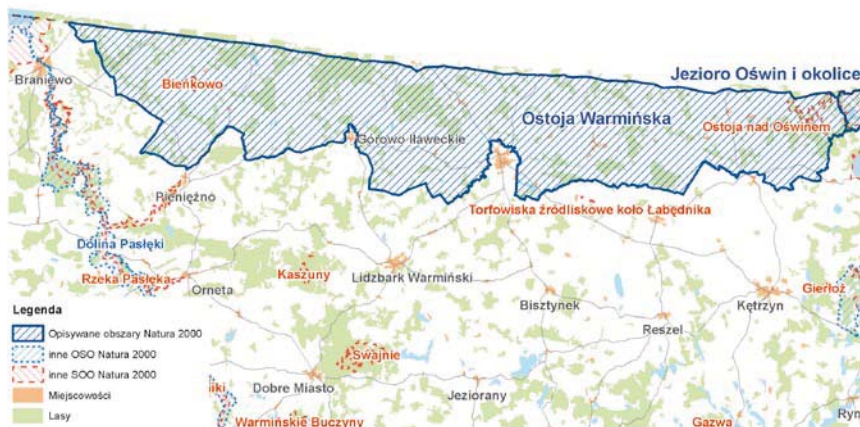 Jezioro Oświn i okolice
Braniewo
Bieńkowo
Ostoja Warmińska
Ostoja nad Oświnem
Górowo Iławeckie
Pieniężno
Torfowiska źródliskowe koło Łabędnika
Dolina Pasłęki
Rzeka Pasłęka
Kaszuny
Lidzbark Warmiński
Orneta
Bisztynek
Kętrzyn
Gierłoż
Reszel
Swajnie
Dobre Miasto
Jeziorany
Warmińskie Buczyny
Gazwa
Legenda
Opisywane obszary Natura 2000
inne OSO Natura 2000
inne SOO Natura 2000
Miejscowości
Lasy